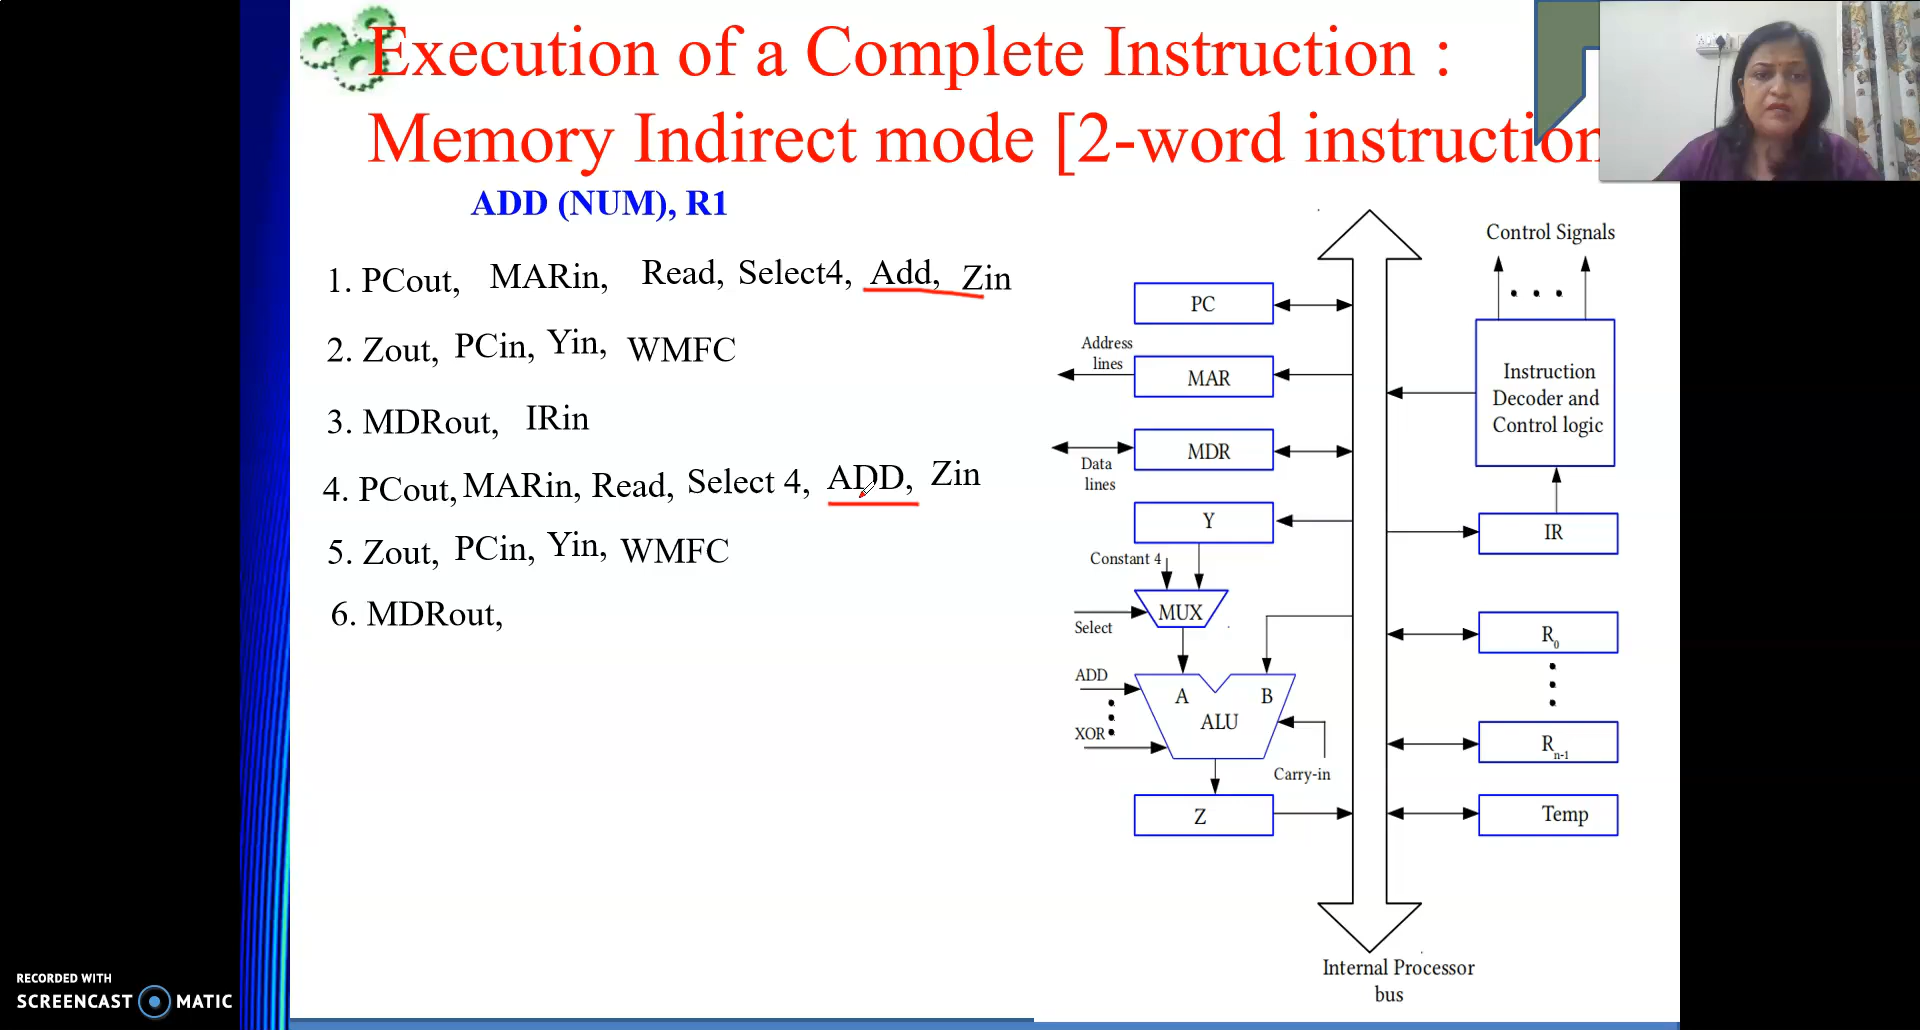 Execution of a Complete Instruction :
Memory Indirect mode [2-word instruction
ADD (NUM), R1
1. PCout, MARin, Read, Select4, Add, Zin
2. Zout, PCin, Yin, WMFC
3. MDRout, IRin
4. PCout, MARin, Read, Select 4, ADD, Zin
5. Zout, PCin, Yin, WMFC
6. MDRout,
Control Signals
PC
Address
lines
MAR
Instruction
Decoder and
Control logic
MDR
Data
lines
Y
IR
Constant 4
MUX
Select
R0
ADD
A B
ALU
XOR
Rn-1
Carry-in
Z
Temp
Internal Processor
bus
RECORDED WITH
SCREENCAST MATIC